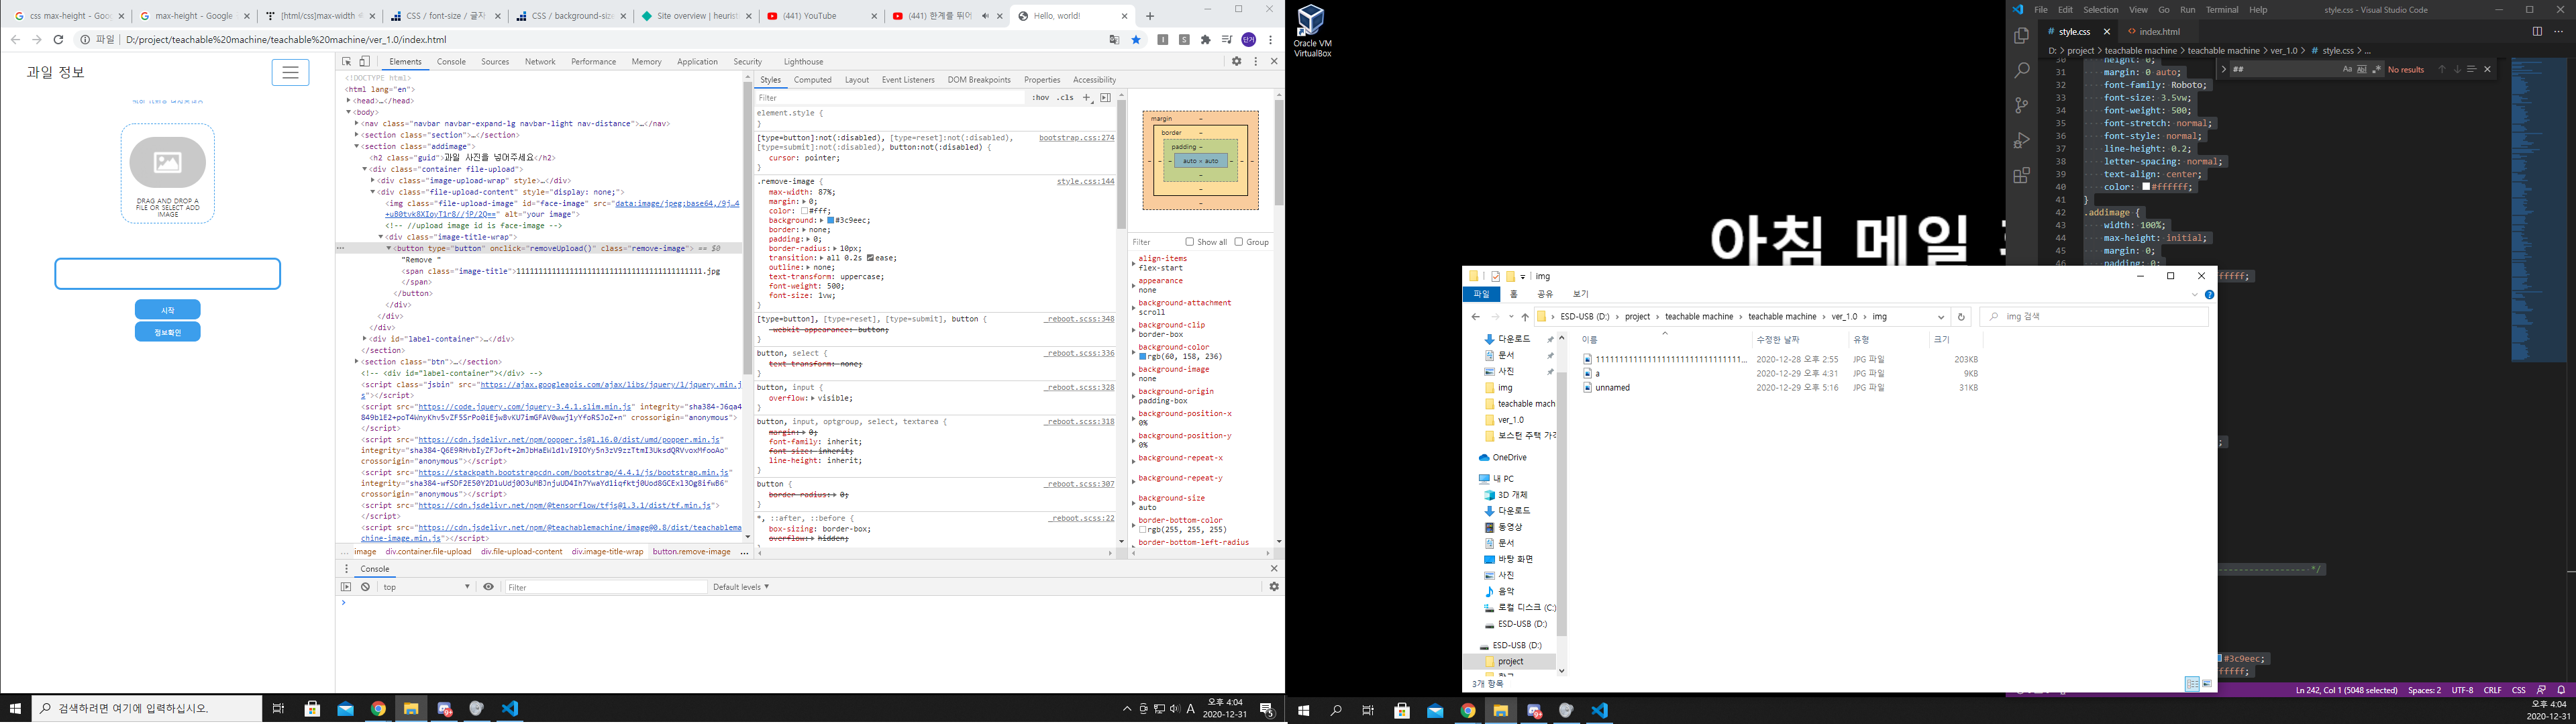 css max-height - Goo
max-height - Google
[html/css]max-width
CSS / font-size / 글자
CSS / background-size
Site overview | heurist
(441) YouTube
(441) 한계를 뛰어
Hello, world!
파일 | D:/project/teachable%20machine/teachable%20machine/ver_1.0/index.html
과일 정보
DRAG AND DROP A
FILE OR SELECT ADD
IMAGE
시작
정보확인
Elements Console Sources Network Performance Memory Application Security Lighthouse
<!DOCTYPE html>
<html lang="en">
<head>…</head>
<body>
<nav class="navbar navbar-expand-lg navbar-light nav-distance">…</nav>
<section class="section">…</section>
<section class="addimage">
<h2 class="guid">과일 사진을 넣어주세요</h2>
<div class="container file-upload">
<div class="image-upload-wrap" style>…</div>
<div class="file-upload-content" style="display: none;">
<img class="file-upload-image" id="face-image" src="data:image/jpeg;base64,/9j…4
alt="your image">
<!-- //upload image id is face-image -->
<div class="image-title-wrap">
<button type="button" onclick="removeUpload()" class="remove-image"> == $0
"Remove "
</span>
</button>
</div>
</div>
</div>
<div id="label-container">…</div>
</section>
<section class="btn">…</section>
<!-- <div id="label-container"></div> -->
<script class="jsbin" src="https://ajax.googleapis.com/ajax/libs/jquery/1/jquery.min.j
s"></script>
<script src="https://code.jquery.com/jquery-3.4.1.slim.min.js" integrity="sha384-J6qa4
crossorigin="anonymous">
</script>
<script src="https://cdn.jsdelivr.net/npm/popper.js@1.16.0/dist/umd/popper.min.js"
crossorigin="anonymous"></script>
<script src="https://stackpath.bootstrapcdn.com/bootstrap/4.4.1/js/bootstrap.min.js"
crossorigin="anonymous"></script>
<script src="https://cdn.jsdelivr.net/npm/@tensorflow/tfjs@1.3.1/dist/tf.min.js">
</script>
<script src="https://cdn.jsdelivr.net/npm/@teachablemachine/image@0.8/dist/teachablema
chine-image.min.js"></script>
… image div.container.file-upload div.file-upload-content div.image-title-wrap button.remove-image …
Styles Computed Layout Event Listeners DOM Breakpoints Properties Accessibility
Filter :hov .cls +
element.style {
}
[type=button]:not(:disabled), [type=reset]:not(:disabled), bootstrap.css:274
[type=submit]:not(:disabled), button:not(:disabled) {
cursor: pointer;
}
.remove-image { style.css:144
max-width: 87%;
margin: 0;
color: #fff;
background: #3c9eec;
border: none;
padding: 0;
border-radius: 10px;
transition: all 0.2s ease;
outline: none;
text-transform: uppercase;
font-weight: 500;
font-size: 1vw;
}
[type=button], [type=reset], [type=submit], button { _reboot.scss:348
-webkit-appearance: button;
}
button, select { _reboot.scss:336
text-transform: none;
}
button, input { _reboot.scss:328
overflow: visible;
}
button, input, optgroup, select, textarea { _reboot.scss:318
margin: 0;
font-family: inherit;
font-size: inherit;
line-height: inherit;
}
button { _reboot.scss:307
border-radius: 0;
}
*, ::after, ::before { _reboot.scss:22
box-sizing: border-box;
overflow: hidden;
margin -
border -
padding -
auto × auto
Filter Show all Group
align-items
flex-start
appearance
none
background-attachment
scroll
background-clip
border-box
background-color
rgb(60, 158, 236)
background-image
none
background-origin
padding-box
background-position-x
0%
background-position-y
0%
background-repeat-x
background-repeat-y
background-size
auto
border-bottom-color
rgb(255, 255, 255)
border-bottom-left-radius
Console
top
Filter
Default levels
검색하려면 여기에 입력하십시오.
오후 4:04
2020-12-31
Oracle VM
VirtualBox
아침 메일
File Edit Selection View Go Run Terminal Help
style.css - Visual Studio Code
style.css
index.html
D: > project > teachable machine > teachable machine > ver_1.0 > # style.css > ...
## No results
30 height: 0;
31 margin: 0 auto;
32 font-family: Roboto;
33 font-size: 3.5vw;
34 font-weight: 500;
35 font-stretch: normal;
36 font-style: normal;
37 line-height: 0.2;
38 letter-spacing: normal;
39 text-align: center;
40 color: #ffffff;
41 }
42 .addimage {
43 width: 100%;
44 max-height: initial;
45 margin: 0;
46 padding: 0;
*/
#3c9eec;
Ln 242, Col 1 (5048 selected) Spaces: 2 UTF-8 CRLF CSS
img
파일 홈 공유 보기
ESD-USB (D:) > project > teachable machine > teachable machine > ver_1.0 > img
img 검색
이름 수정한 날짜 유형 크기
2020-12-28 오후 2:55 JPG 파일 203KB
a 2020-12-29 오후 4:31 JPG 파일 9KB
unnamed 2020-12-29 오후 5:16 JPG 파일 31KB
다운로드
문서
사진
img
teachable mach
ver_1.0
보스턴 주택 가격
OneDrive
내 PC
3D 개체
다운로드
동영상
문서
바탕 화면
사진
음악
로컬 디스크 (C:)
ESD-USB (D:)
ESD-USB (D:)
project
3개 항목
오후 4:04
2020-12-31